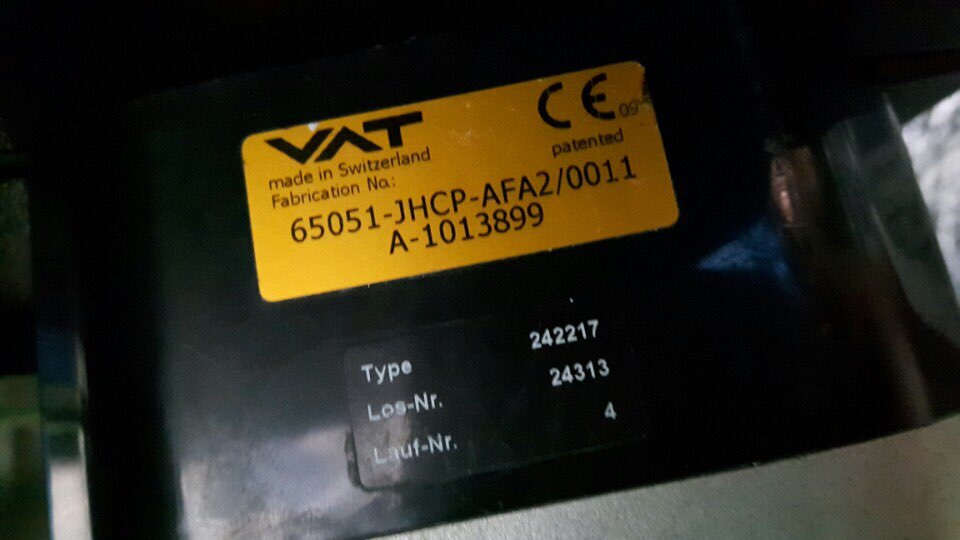 VAT
CE 09
made in Switzerland
patented
Fabrication No.:
65051-JHCP-AFA2/0011
A-1013899
Type 242217
Los-Nr. 24313
Lauf-Nr. 4